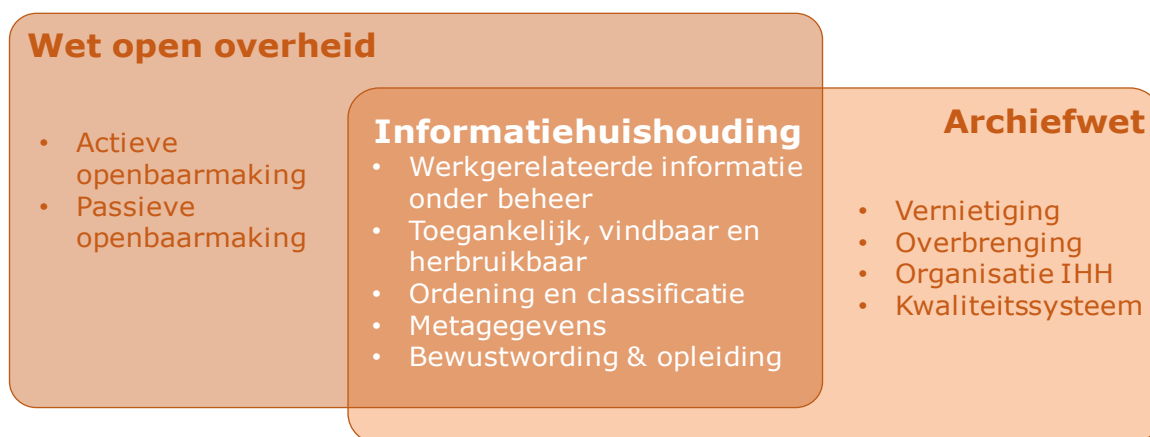 Wet open overheid
• Actieve
openbaarmaking
• Passieve
openbaarmaking
Informatiehuishouding
• Werkgerelateerde informatie
onder beheer
• Toegankelijk, vindbaar en
herbruikbaar
• Ordening en classificatie
• Metagegevens
• Bewustwording & opleiding
Archiefwet
• Vernietiging
• Overbrenging
• Organisatie IHH
• Kwaliteitssysteem